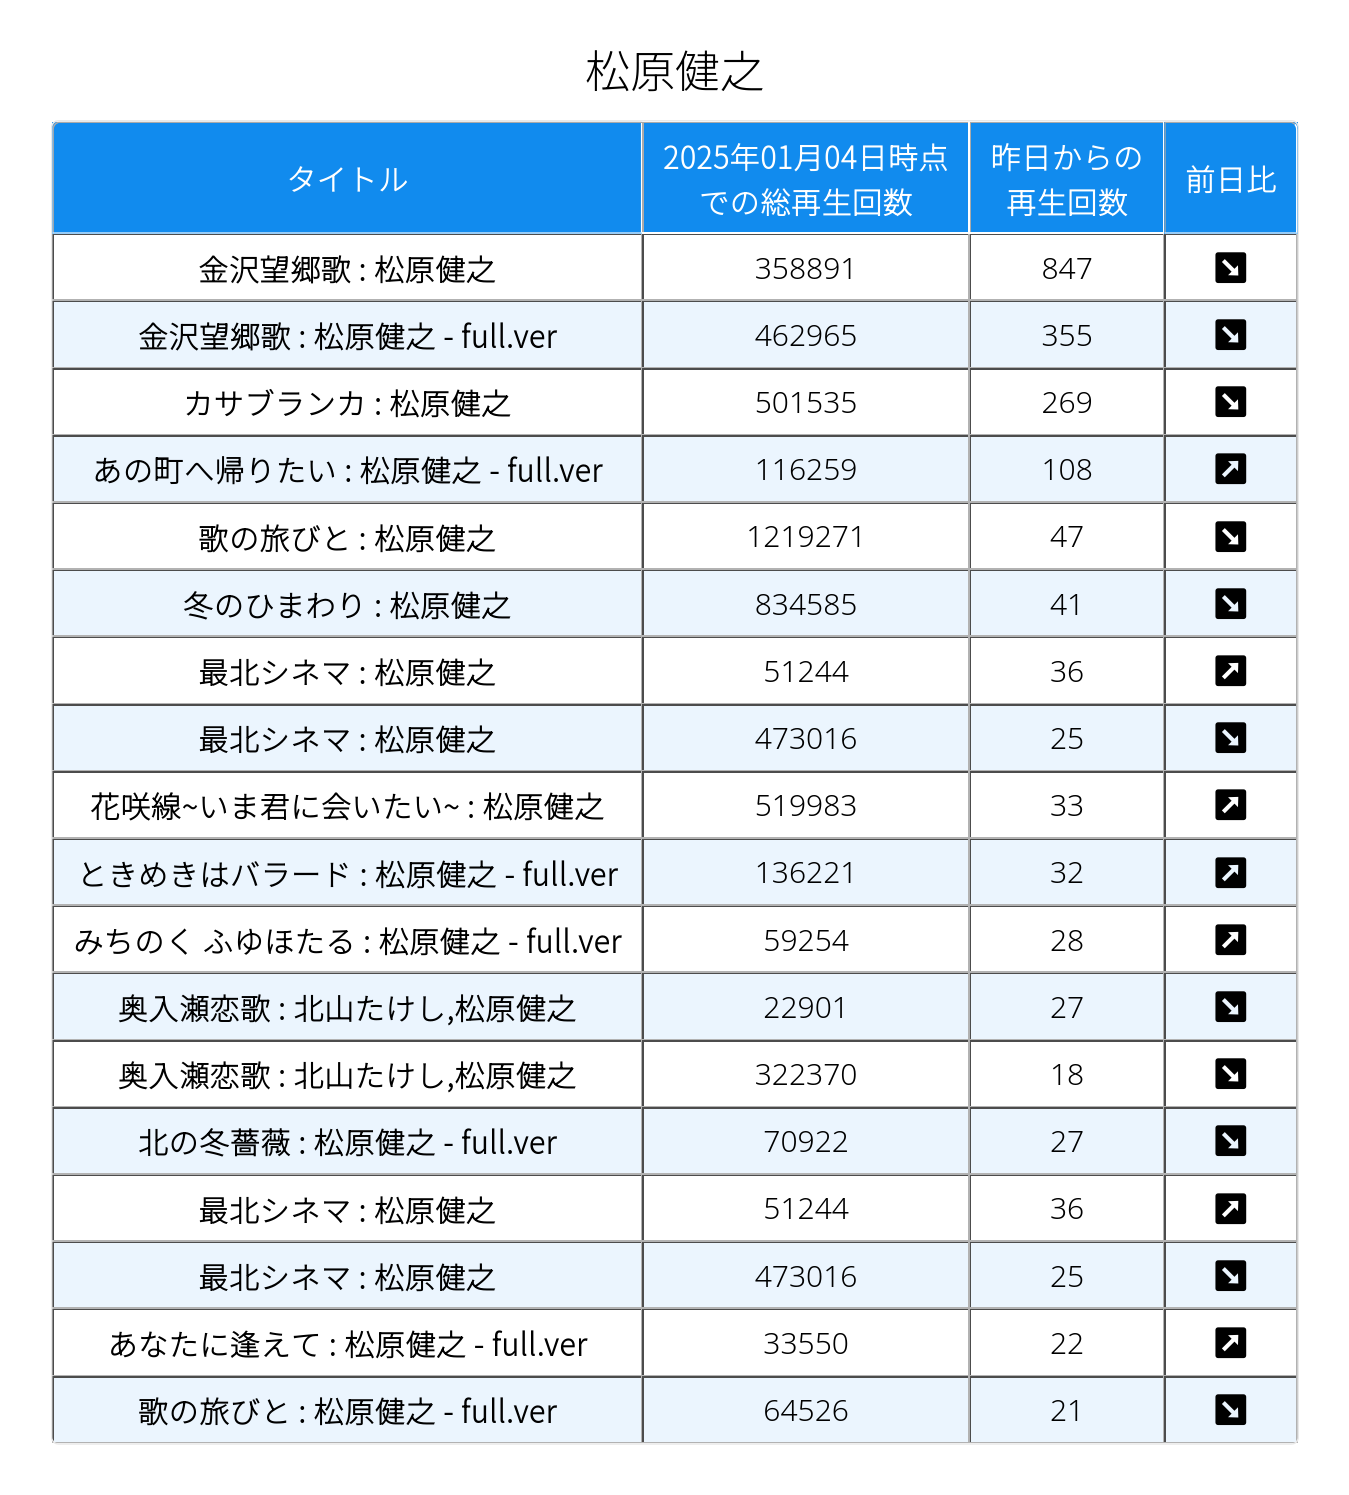 松原健之
タイトル 2025年01月04日時点での総再生回数 昨日からの再生回数 前日比
金沢望郷歌 : 松原健之 358891 847 ↘
金沢望郷歌 : 松原健之 - full.ver 462965 355 ↘
カサブランカ : 松原健之 501535 269 ↘
あの町へ帰りたい : 松原健之 - full.ver 116259 108 ↗
歌の旅びと : 松原健之 1219271 47 ↘
冬のひまわり : 松原健之 834585 41 ↘
最北シネマ : 松原健之 51244 36 ↗
最北シネマ : 松原健之 473016 25 ↘
花咲線~いま君に会いたい~ : 松原健之 519983 33 ↗
ときめきはバラード : 松原健之 - full.ver 136221 32 ↗
みちのく ふゆほたる : 松原健之 - full.ver 59254 28 ↗
奥入瀬恋歌 : 北山たけし,松原健之 22901 27 ↘
奥入瀬恋歌 : 北山たけし,松原健之 322370 18 ↘
北の冬薔薇 : 松原健之 - full.ver 70922 27 ↘
最北シネマ : 松原健之 51244 36 ↗
最北シネマ : 松原健之 473016 25 ↘
あなたに逢えて : 松原健之 - full.ver 33550 22 ↗
歌の旅びと : 松原健之 - full.ver 64526 21 ↘